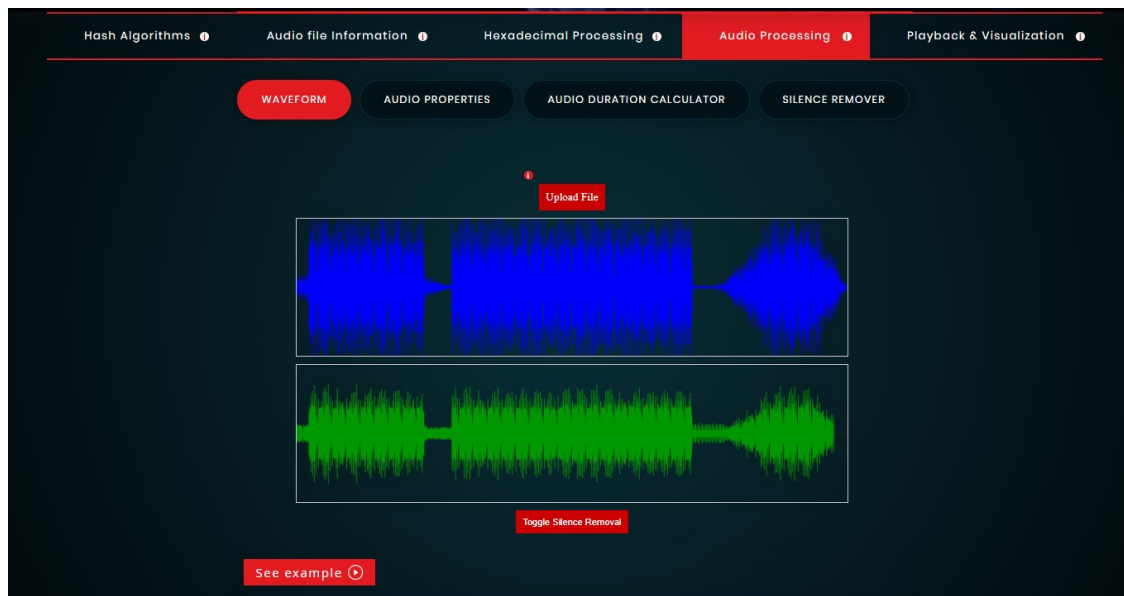 Hash Algorithms Audio file Information Hexadecimal Processing Audio Processing Playback & Visualization
WAVEFORM AUDIO PROPERTIES AUDIO DURATION CALCULATOR SILENCE REMOVER
Upload File
Toggle Silence Removal
See example